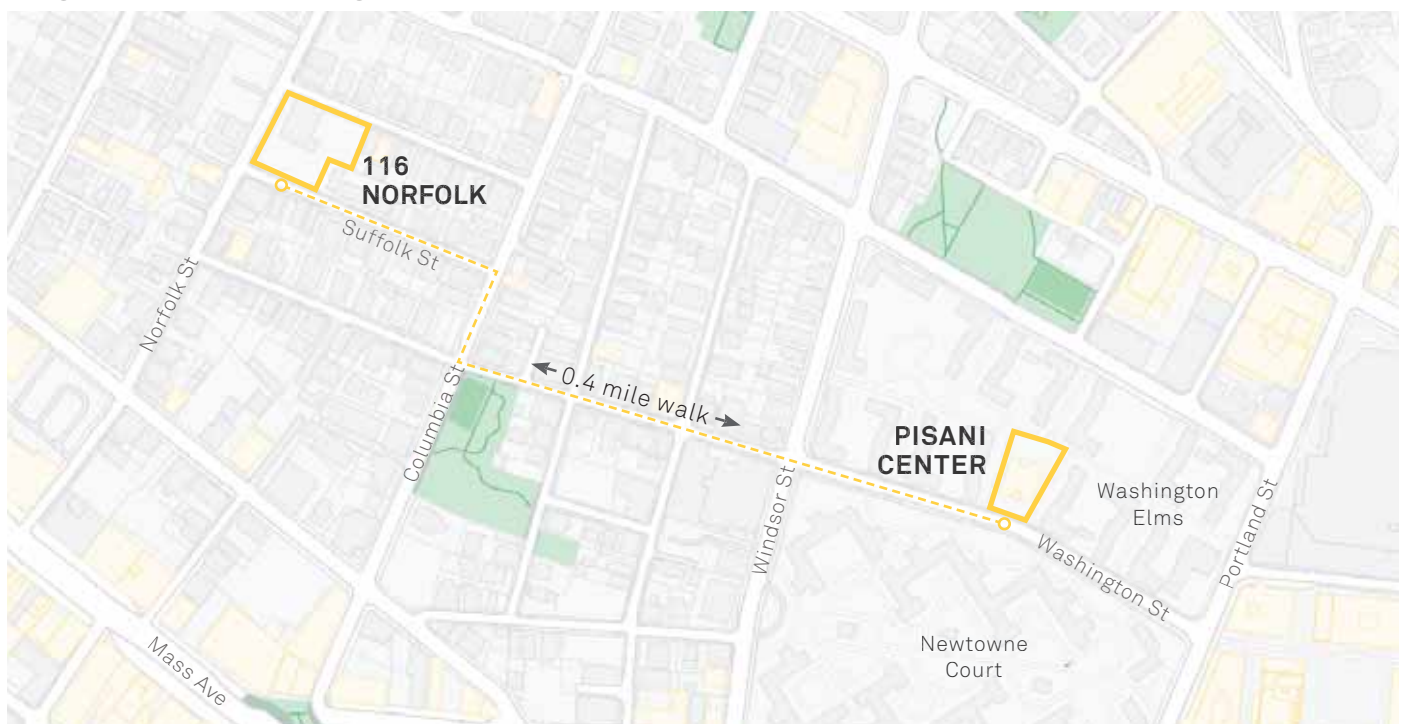 116
NORFOLK
Suffolk St
Norfolk St
0.4 mile walk
Columbia St
PISANI
CENTER
Washington
Elms
Windsor St
Portland St
Washington St
Newtowne
Court
Mass Ave